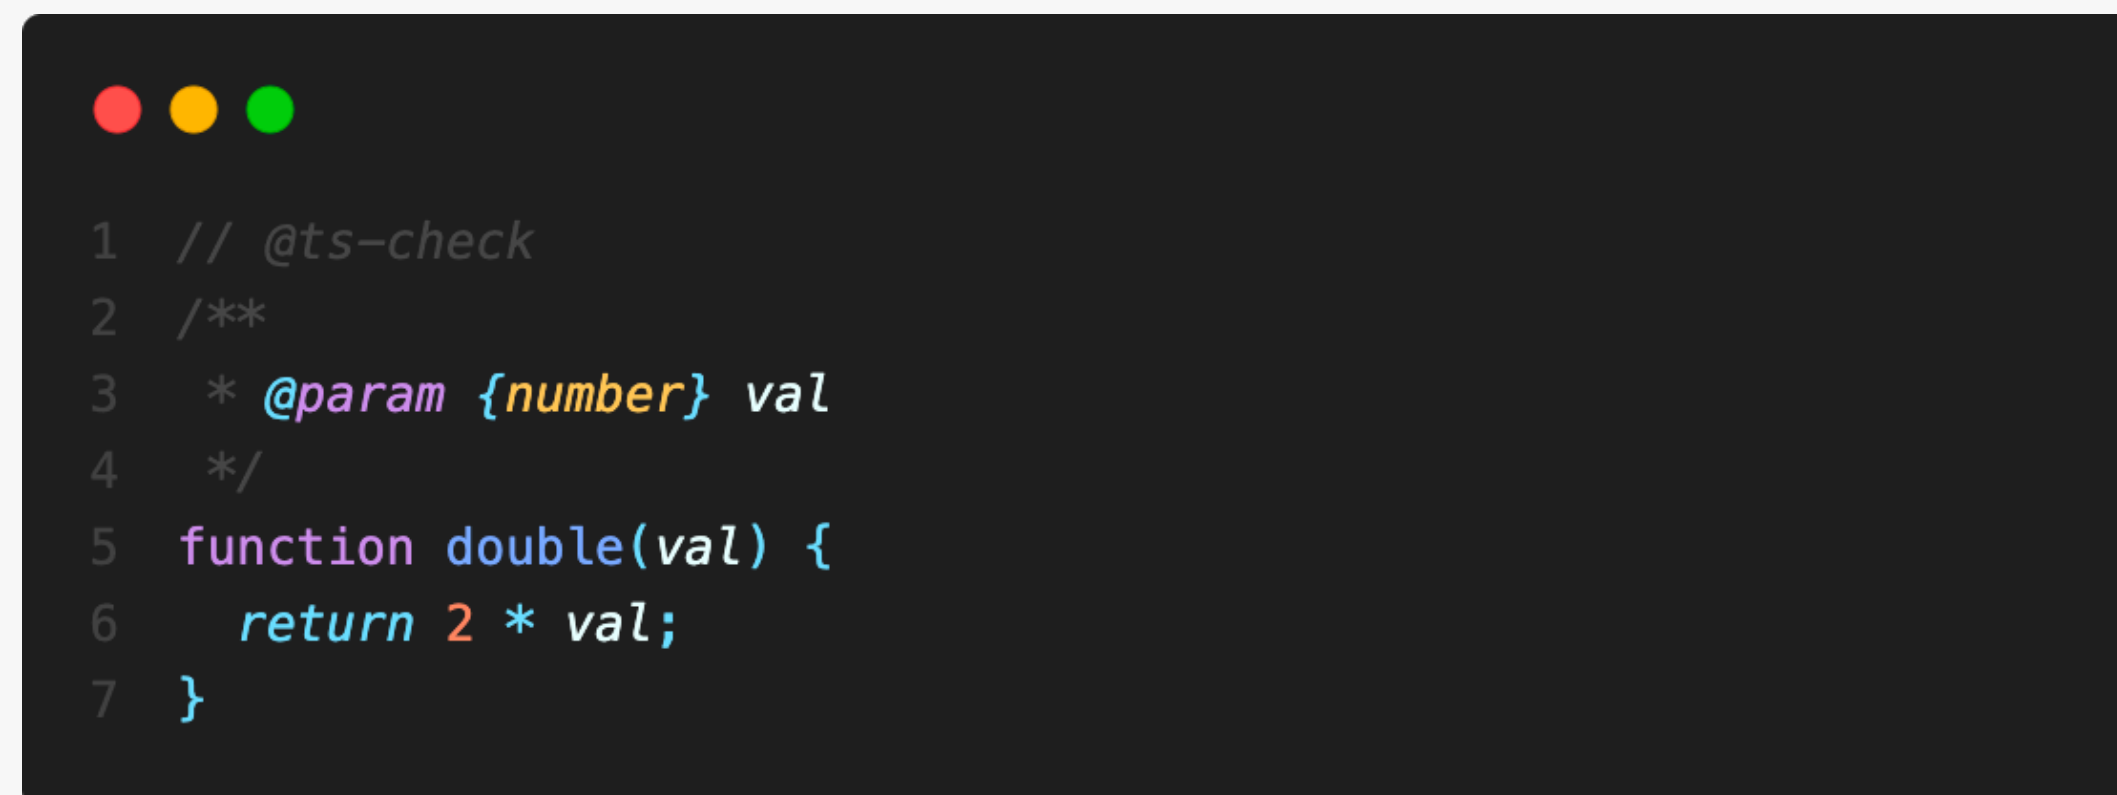 1 // @ts-check
2 /**
3  * @param {number} val
4  */
5 function double(val) {
6   return 2 * val;
7 }